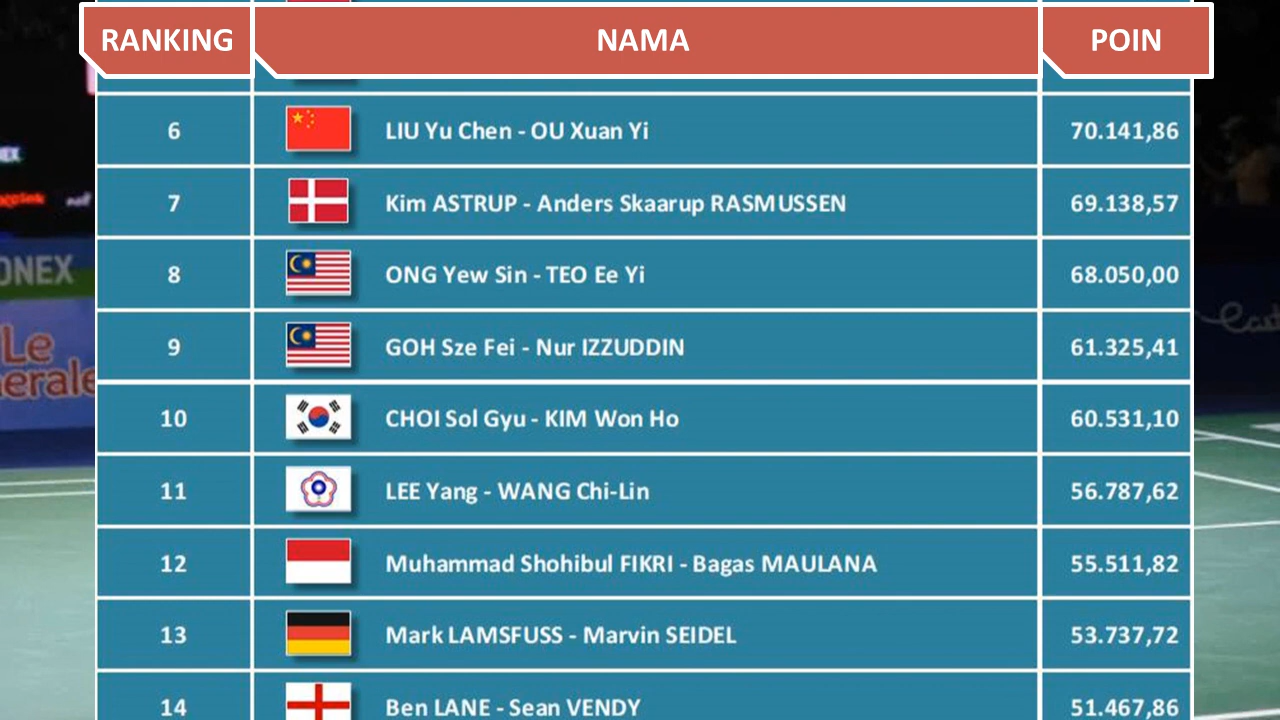 RANKING NAMA POIN
6 LIU Yu Chen - OU Xuan Yi 70.141,86
7 Kim ASTRUP - Anders Skaarup RASMUSSEN 69.138,57
8 ONG Yew Sin - TEO Ee Yi 68.050,00
9 GOH Sze Fei - Nur IZZUDDIN 61.325,41
10 CHOI Sol Gyu - KIM Won Ho 60.531,10
11 LEE Yang - WANG Chi-Lin 56.787,62
12 Muhammad Shohibul FIKRI - Bagas MAULANA 55.511,82
13 Mark LAMSFUSS - Marvin SEIDEL 53.737,72
14 Ben LANE - Sean VENDY 51.467,86
ONEX
Le